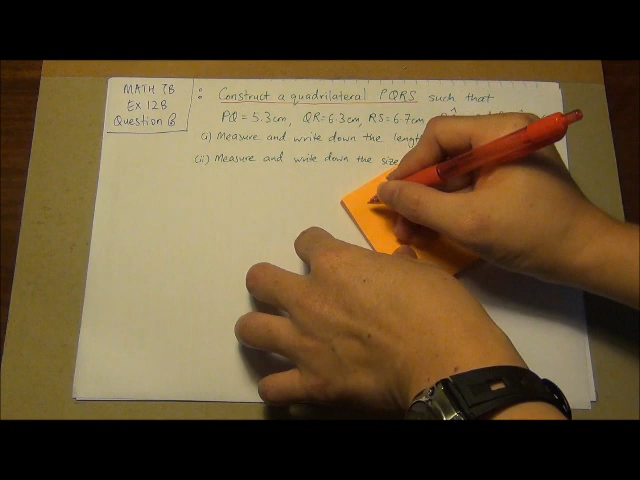 MATH 7B
Ex 12B
Question 6
: Construct a quadrilateral PQRS such that
PQ = 5.3cm, QR = 6.3cm, RS = 6.7cm
(i) Measure and write down the length
(ii) Measure and write down the size